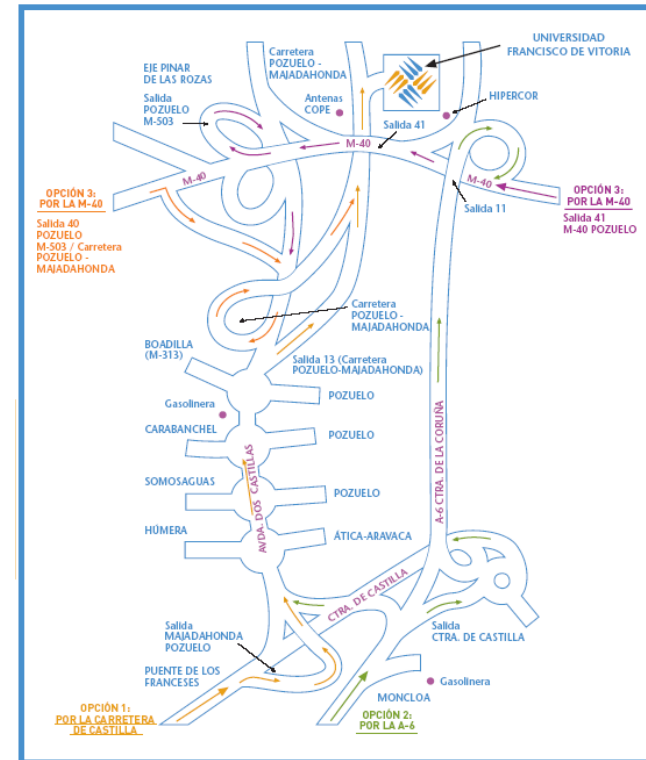 UNIVERSIDAD
FRANCISCO DE VITORIA
Carretera
POZUELO -
MAJADAHONDA
EJE PINAR
DE LAS ROZAS
Salida
POZUELO
M-503
Antenas
COPE
HIPERCOR
Salida 41
M-40
M-40
M-40
Salida 11
OPCIÓN 3:
POR LA M-40
Salida 40
POZUELO
M-503 / Carretera
POZUELO -
MAJADAHONDA
OPCIÓN 3:
POR LA M-40
Salida 41
M-40 POZUELO
Carretera
POZUELO -
MAJADAHONDA
BOADILLA
(M-313)
Salida 13 (Carretera
POZUELO-MAJADAHONDA)
POZUELO
Gasolinera
CARABANCHEL
POZUELO
SOMOSAGUAS
POZUELO
HÚMERA
ÁTICA-ARAVACA
AVDA. DOS CASTILLAS
A-6 CTRA. DE LA CORUÑA
CTRA. DE CASTILLA
Salida
MAJADAHONDA
POZUELO
Salida
CTRA. DE CASTILLA
PUENTE DE LOS
FRANCESES
Gasolinera
MONCLOA
OPCIÓN 1:
POR LA CARRETERA
DE CASTILLA
OPCIÓN 2:
POR LA A-6